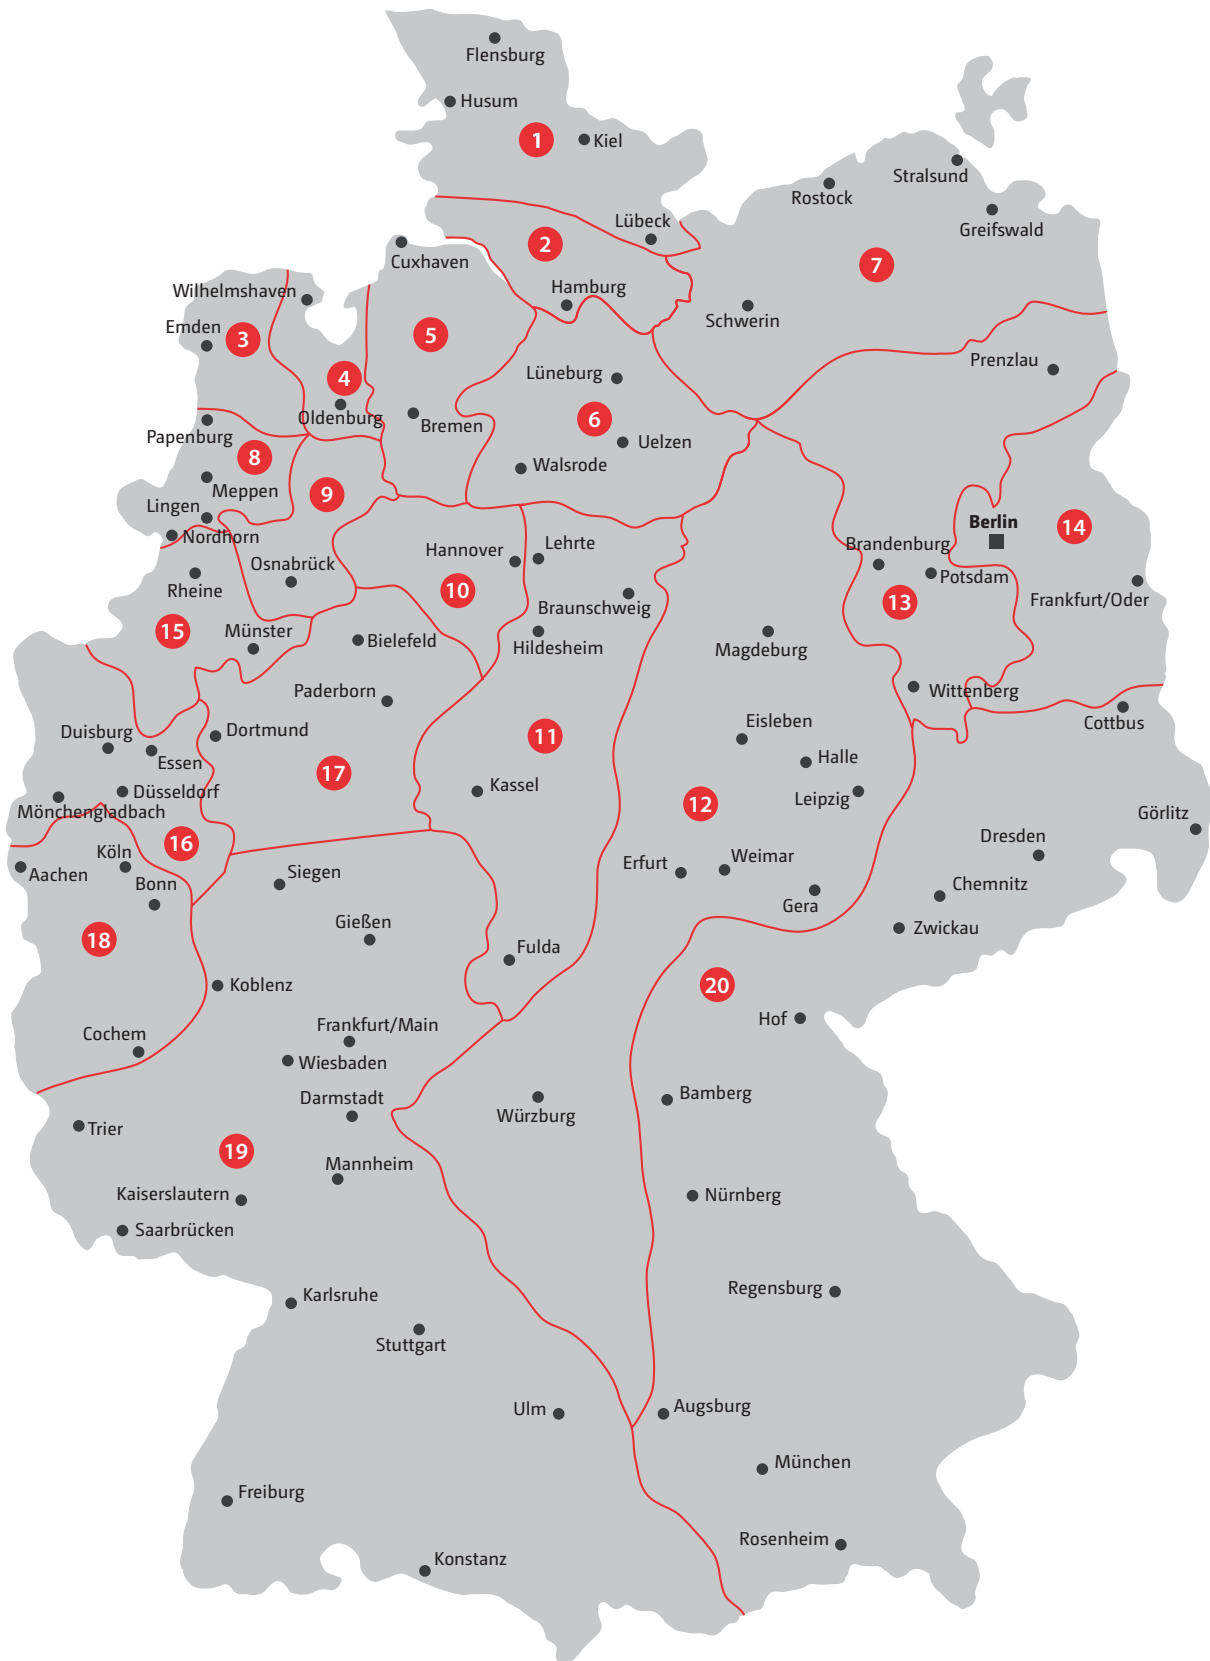 Flensburg
Husum
1
Kiel
Stralsund
Rostock
Greifswald
Lübeck
2
Cuxhaven
7
Wilhelmshaven
Hamburg
Schwerin
Emden
3
5
Prenzlau
4
Lüneburg
Oldenburg
Bremen
6
Papenburg
Uelzen
8
Walsrode
Meppen
9
Lingen
Berlin
14
Nordhorn
Hannover
Lehrte
Brandenburg
Osnabrück
Potsdam
Rheine
10
Braunschweig
13
Frankfurt/Oder
15
Münster
Bielefeld
Hildesheim
Magdeburg
Paderborn
Wittenberg
Cottbus
Duisburg
Dortmund
11
Eisleben
Essen
17
Halle
Düsseldorf
Kassel
Leipzig
Mönchengladbach
12
Görlitz
16
Dresden
Köln
Aachen
Siegen
Erfurt
Weimar
Bonn
Chemnitz
Gera
Gießen
Zwickau
18
Fulda
Koblenz
20
Hof
Frankfurt/Main
Cochem
Wiesbaden
Darmstadt
Würzburg
Bamberg
Trier
19
Mannheim
Kaiserslautern
Nürnberg
Saarbrücken
Regensburg
Karlsruhe
Stuttgart
Ulm
Augsburg
München
Freiburg
Rosenheim
Konstanz